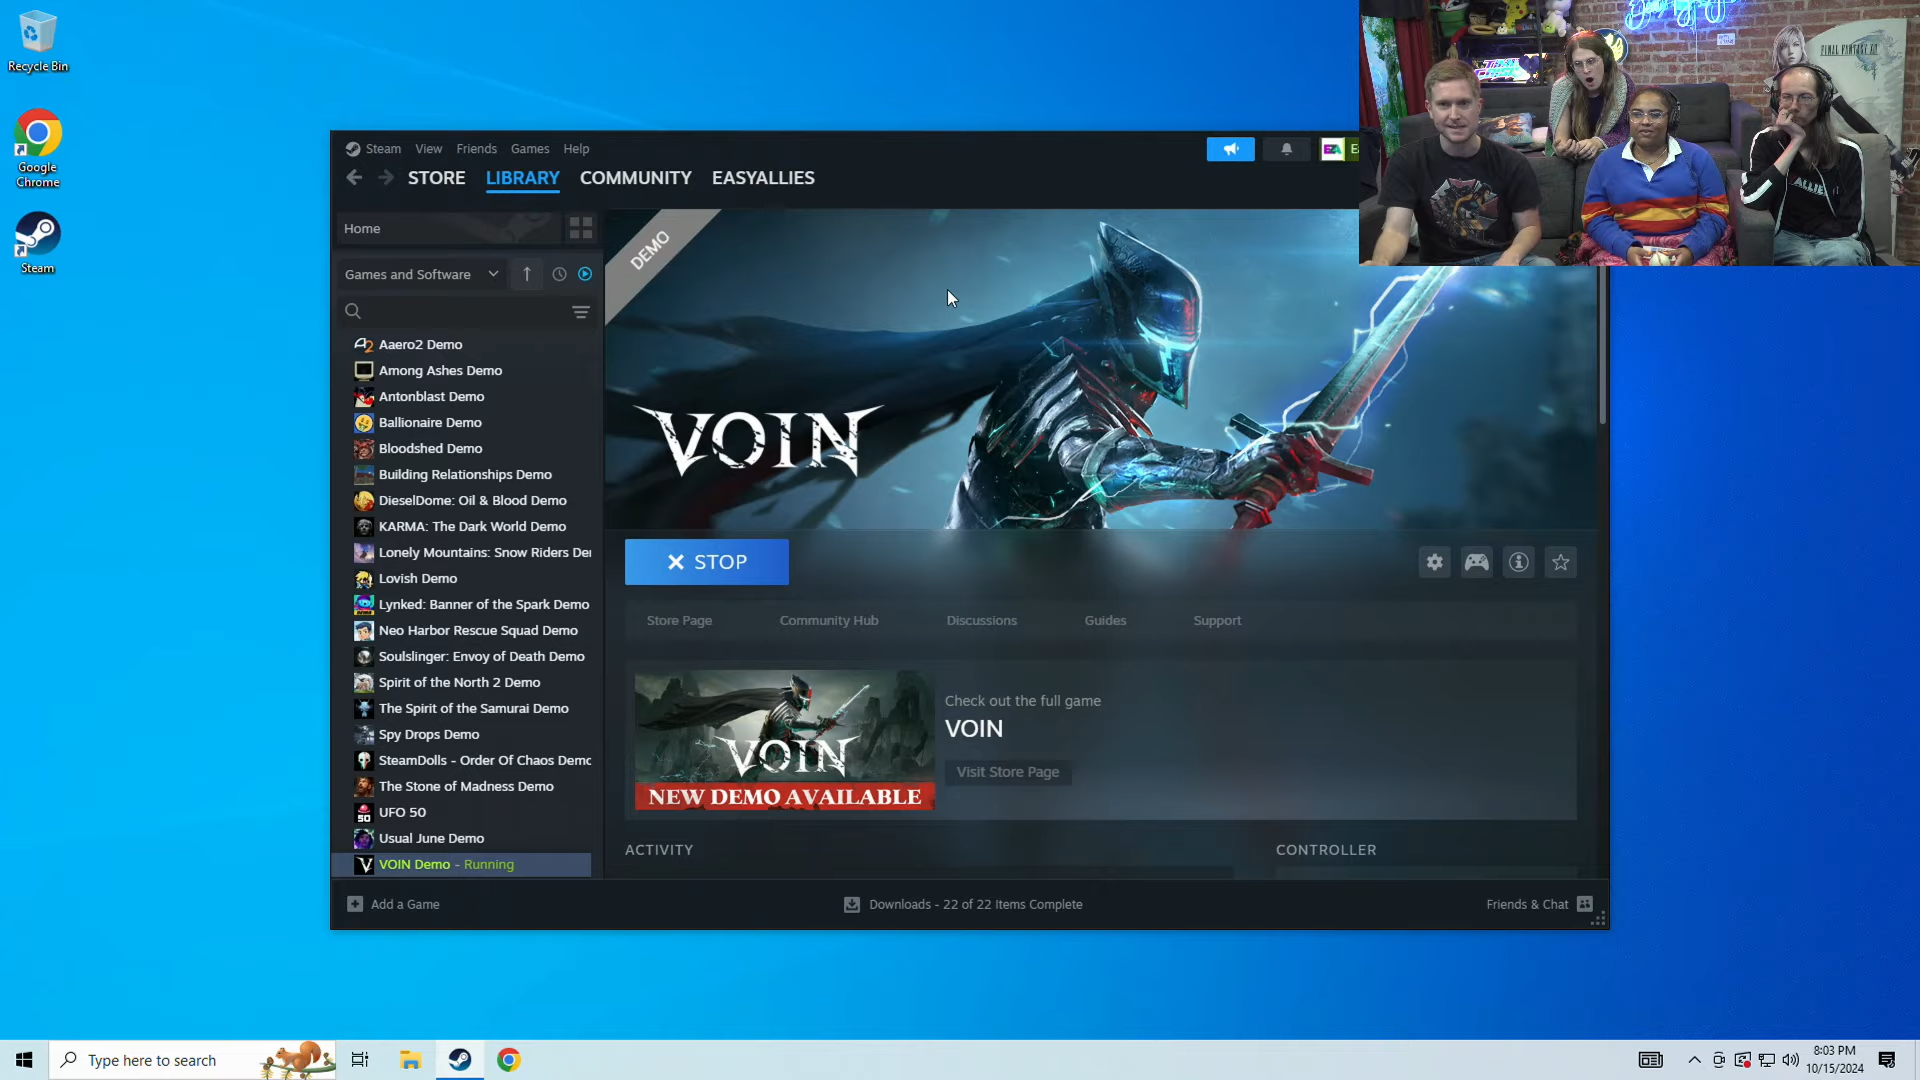 Recycle Bin
Google
Chrome
Steam
Steam View Friends Games Help
STORE LIBRARY COMMUNITY EASYALLIES
Home
Games and Software
Aaero2 Demo
Among Ashes Demo
Antonblast Demo
Ballionaire Demo
Bloodshed Demo
Building Relationships Demo
DieselDome: Oil & Blood Demo
KARMA: The Dark World Demo
Lonely Mountains: Snow Riders De
Lovish Demo
Lynked: Banner of the Spark Demo
Neo Harbor Rescue Squad Demo
Soulslinger: Envoy of Death Demo
Spirit of the North 2 Demo
The Spirit of the Samurai Demo
Spy Drops Demo
SteamDolls - Order Of Chaos Demo
The Stone of Madness Demo
UFO 50
Usual June Demo
VOIN Demo - Running
DEMO
VOIN
STOP
Store Page Community Hub Discussions Guides Support
VOIN
NEW DEMO AVAILABLE
Check out the full game
VOIN
Visit Store Page
ACTIVITY
CONTROLLER
Add a Game
Downloads - 22 of 22 Items Complete
Friends & Chat
FINAL FANTASY XIII
ALLIE
Type here to search
8:03 PM
10/15/2024